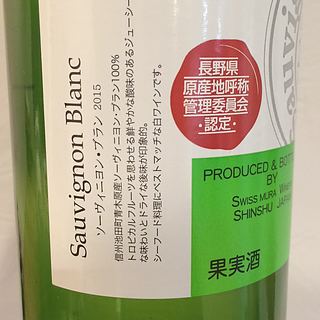 Sauvignon Blanc
ソーヴィニヨン・ブラン 2015
信州池田町青木原産ソーヴィニヨン・ブラン100%
トロピカルフルーツを思わせる鮮やかな酸味のあるジューシー
な味わいとドライな後味が印象的。
シーフード料理にベストマッチな白ワインです。
長野県
原産地呼称
管理委員会
・認定・
PRODUCED & BOTT
BY
SWISS MURA WINER
SHINSHU JAPAN
果実酒